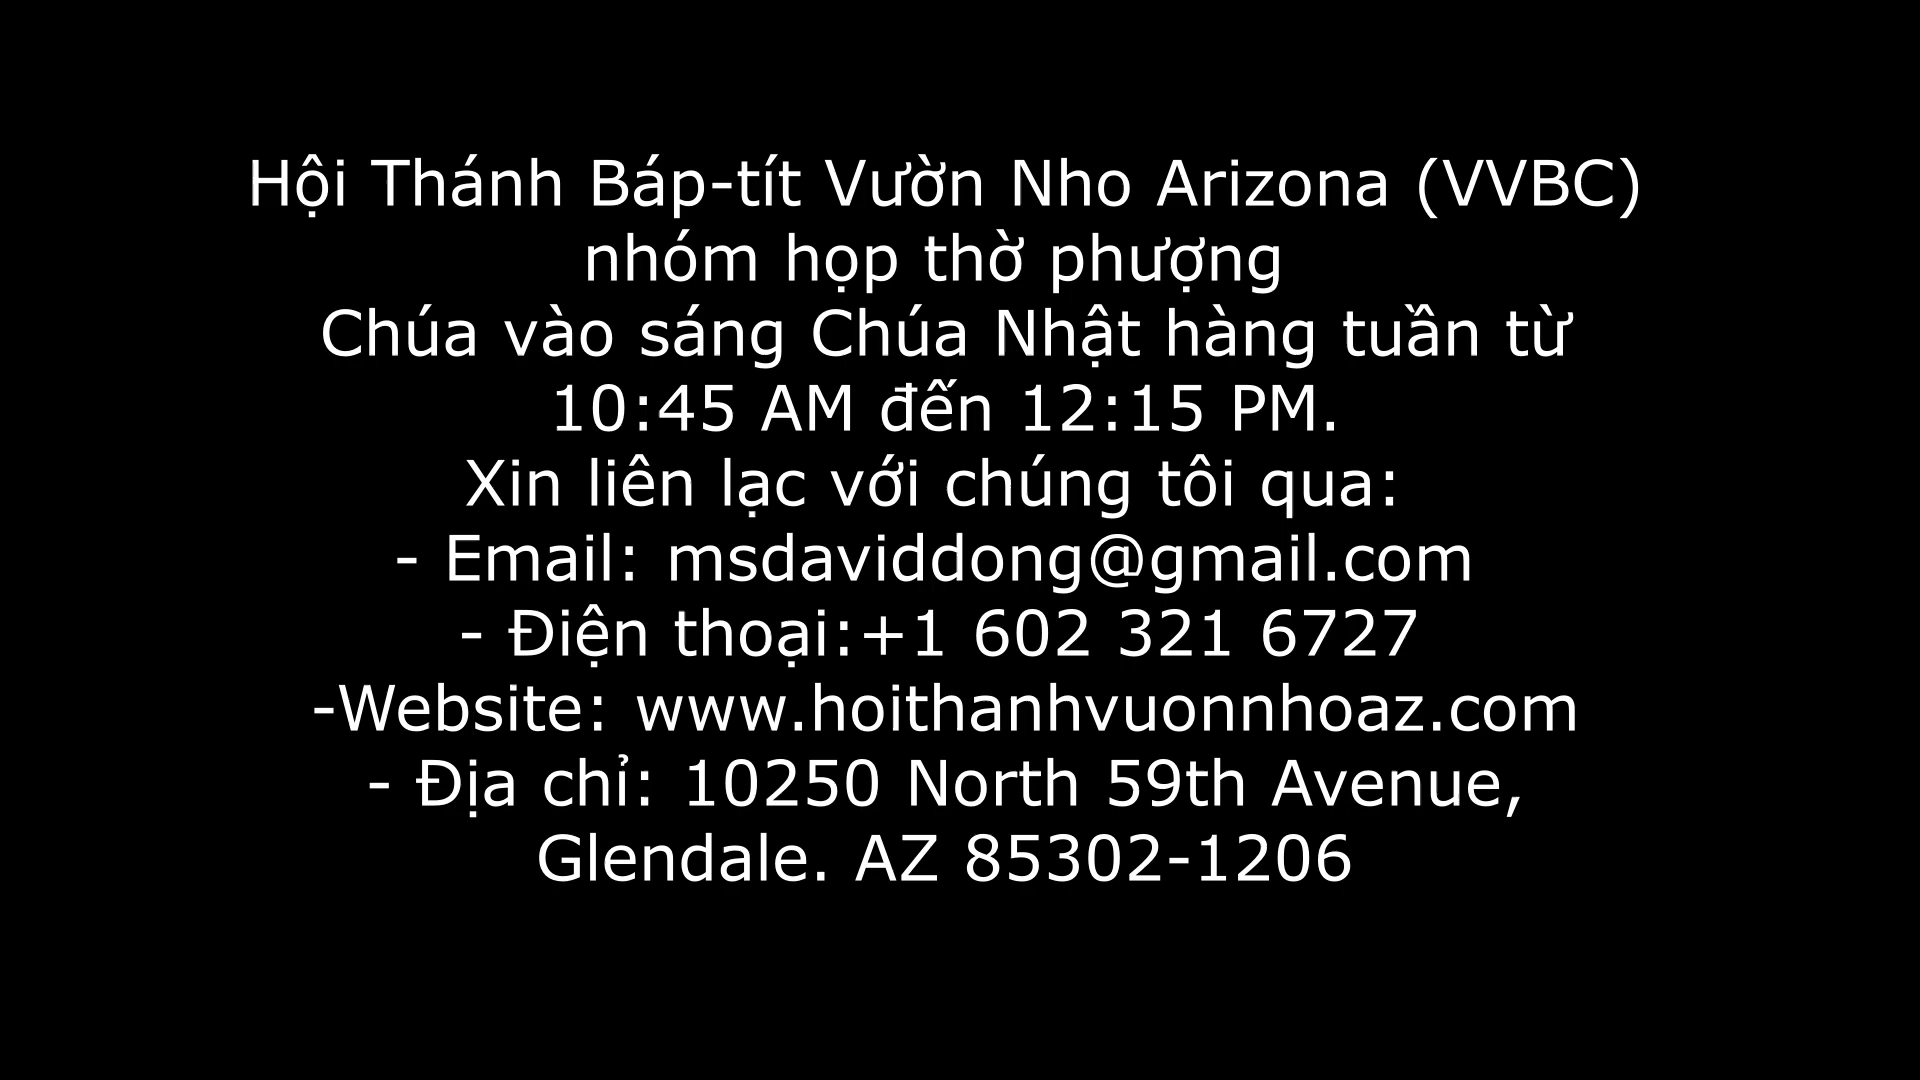 Hội Thánh Báp-tít Vườn Nho Arizona (VVBC)
nhóm họp thờ phượng
Chúa vào sáng Chúa Nhật hàng tuần từ
10:45 AM đến 12:15 PM.
Xin liên lạc với chúng tôi qua:
- Email: msdaviddong@gmail.com
- Điện thoại:+1 602 321 6727
-Website: www.hoithanhvuonnhoaz.com
- Địa chỉ: 10250 North 59th Avenue,
Glendale. AZ 85302-1206